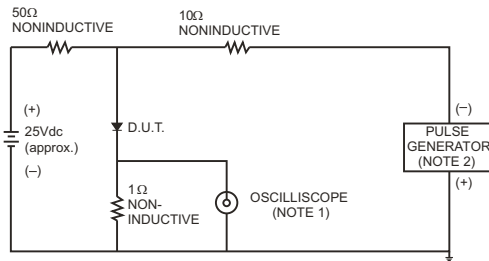 50Ω
NONINDUCTIVE
10Ω
NONINDUCTIVE
(+)
25Vdc
(approx.)
(–)
D.U.T.
1Ω
NON-
INDUCTIVE
OSCILLISCOPE
(NOTE 1)
(–)
PULSE
GENERATOR
(NOTE 2)
(+)